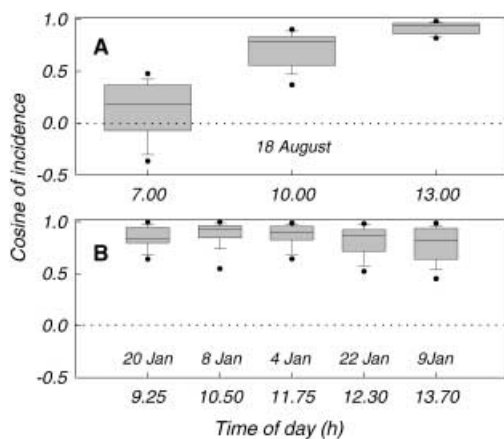 Cosine of incidence
A
1.0
0.5
0.0
-0.5
18 August
7.00 10.00 13.00
B
1.0
0.5
0.0
-0.5
20 Jan 8 Jan 4 Jan 22 Jan 9Jan
9.25 10.50 11.75 12.30 13.70
Time of day (h)